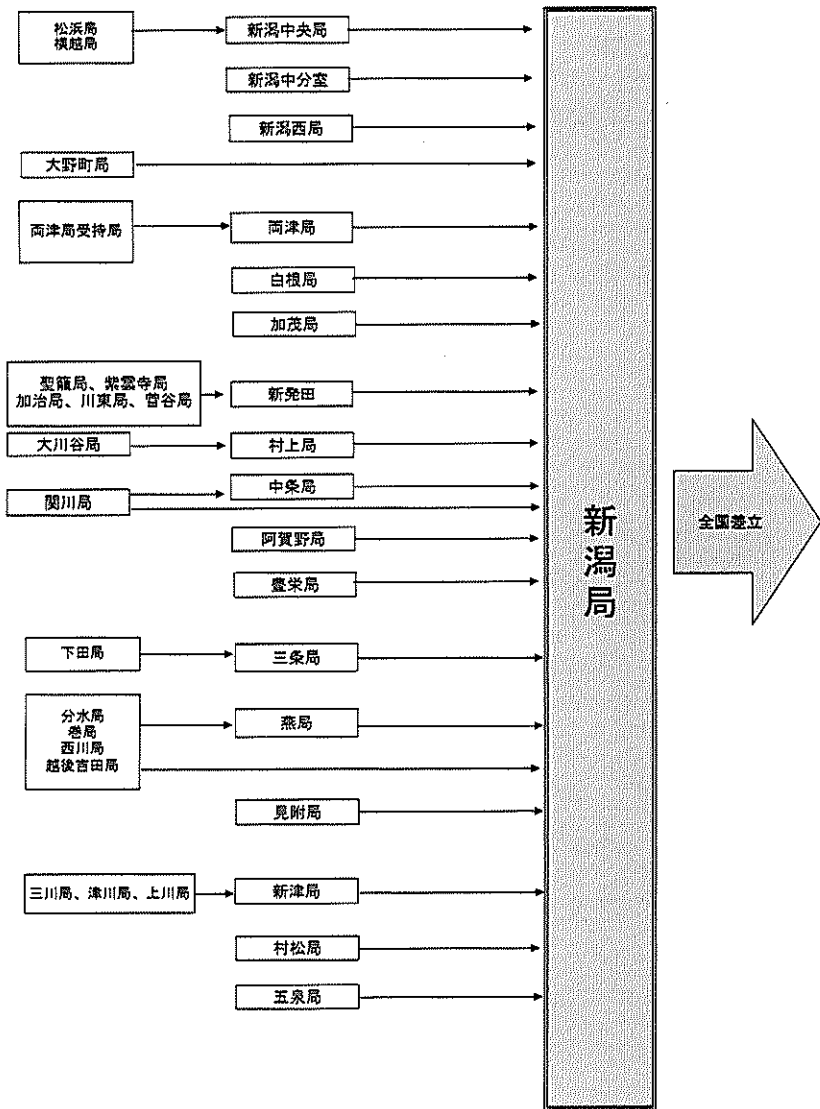 松浜局
横越局
新潟中央局
新潟中分室
新潟西局
大野町局
両津局受持局
両津局
白根局
加茂局
聖籠局、紫雲寺局
加治局、川東局、菅谷局
新発田
大川谷局
村上局
中条局
関川局
阿賀野局
豊栄局
下田局
三条局
分水局
巻局
西川局
越後吉田局
燕局
見附局
三川局、津川局、上川局
新津局
村松局
五泉局
新潟局
全国差立